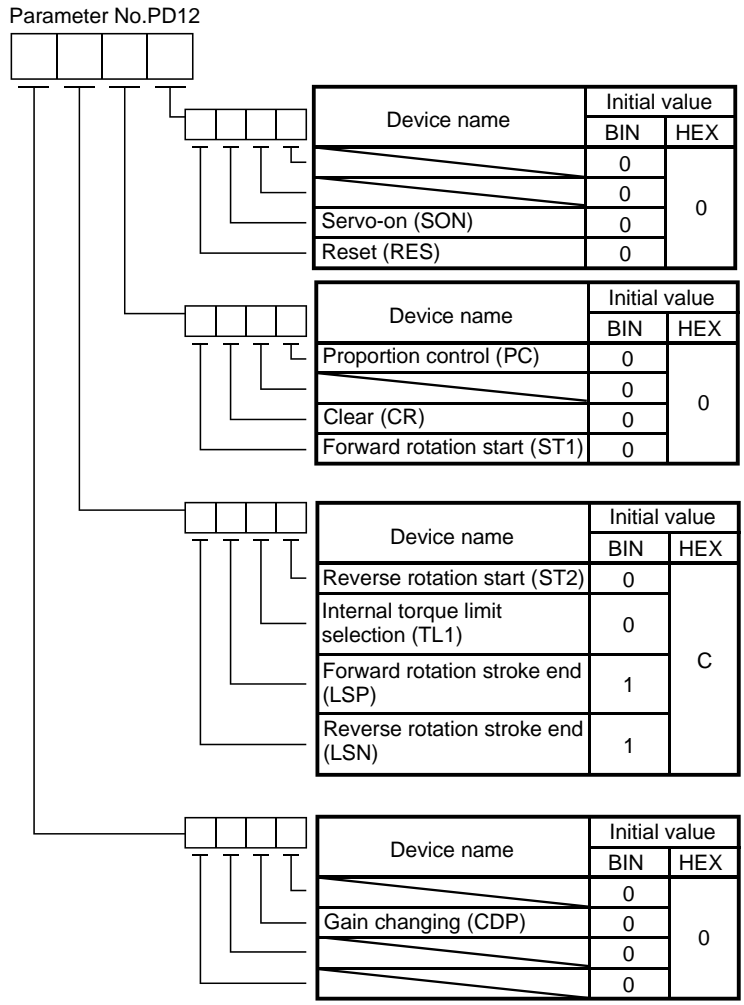 Parameter No.PD12
Device name Initial value
BIN HEX
0
0
0
Servo-on (SON) 0
Reset (RES) 0
Device name Initial value
BIN HEX
Proportion control (PC) 0
0
0
Clear (CR) 0
Forward rotation start (ST1) 0
Device name Initial value
BIN HEX
Reverse rotation start (ST2) 0
Internal torque limit
selection (TL1) 0
C
Forward rotation stroke end
(LSP) 1
Reverse rotation stroke end
(LSN) 1
Device name Initial value
BIN HEX
0
Gain changing (CDP) 0
0
0
0